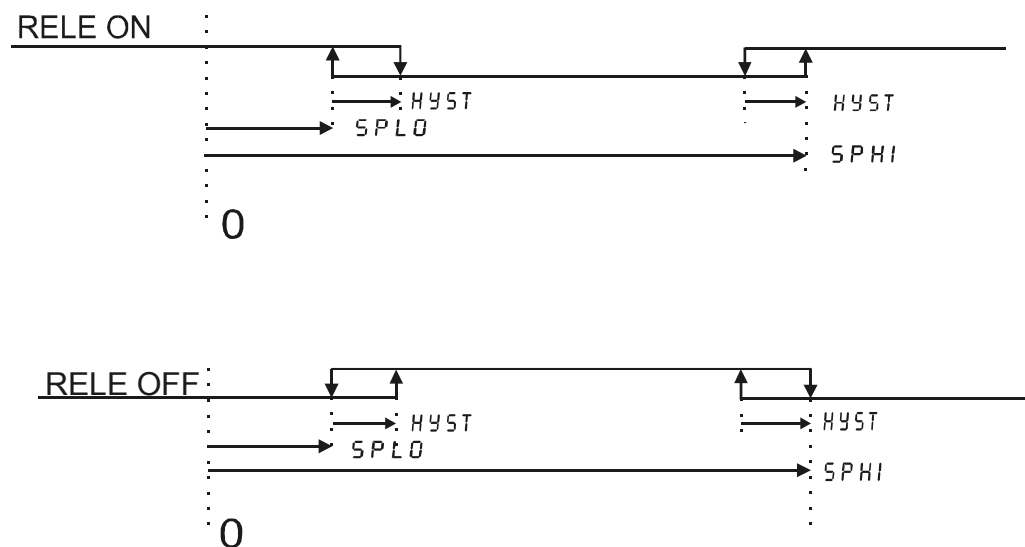 RELE ON
HYST
HYST
SPLO
SPHI
0
RELE OFF
HYST
HYST
SPLO
SPHI
0